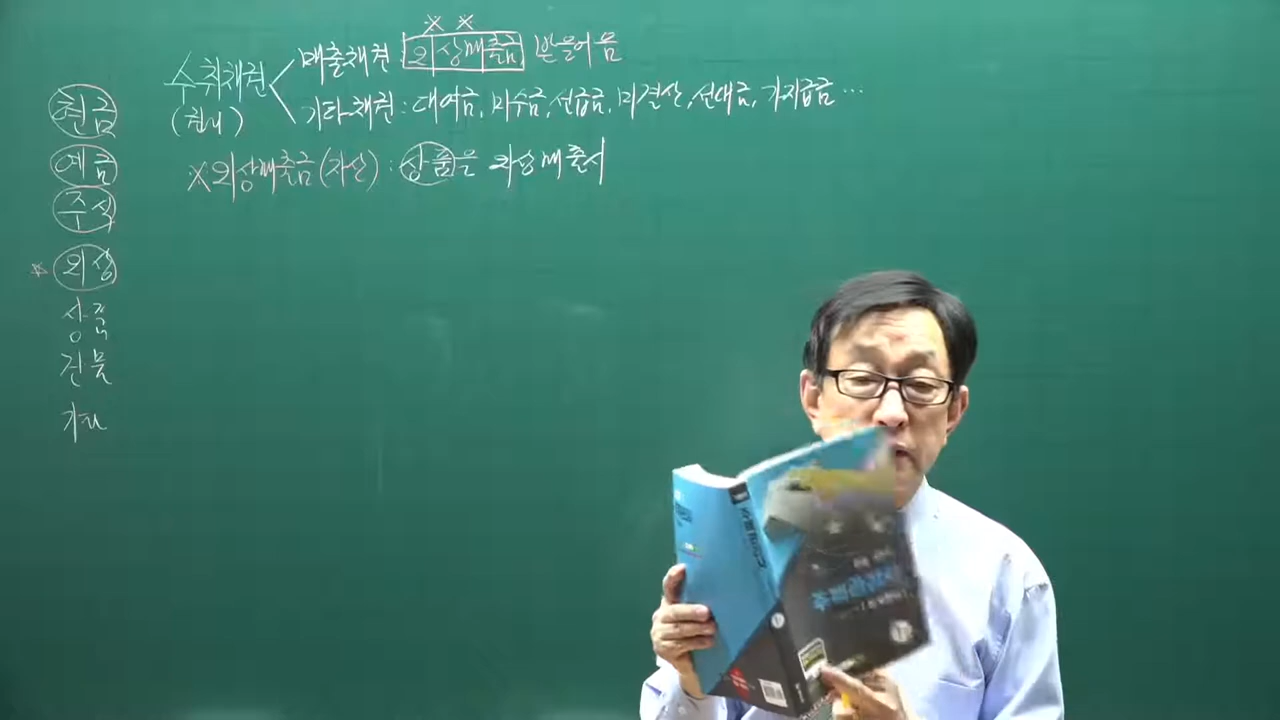 ※ ※
수취채권 < 매출채권 : 외상매출금 받을어음
(권리) 기타채권 : 대여금, 미수금, 선급금, 미결산, 선대금, 가지급금 …
※외상매출금(자산) : 상품을 외상매출시
현금
예금
주식
※ 외상
상품
건물
기타